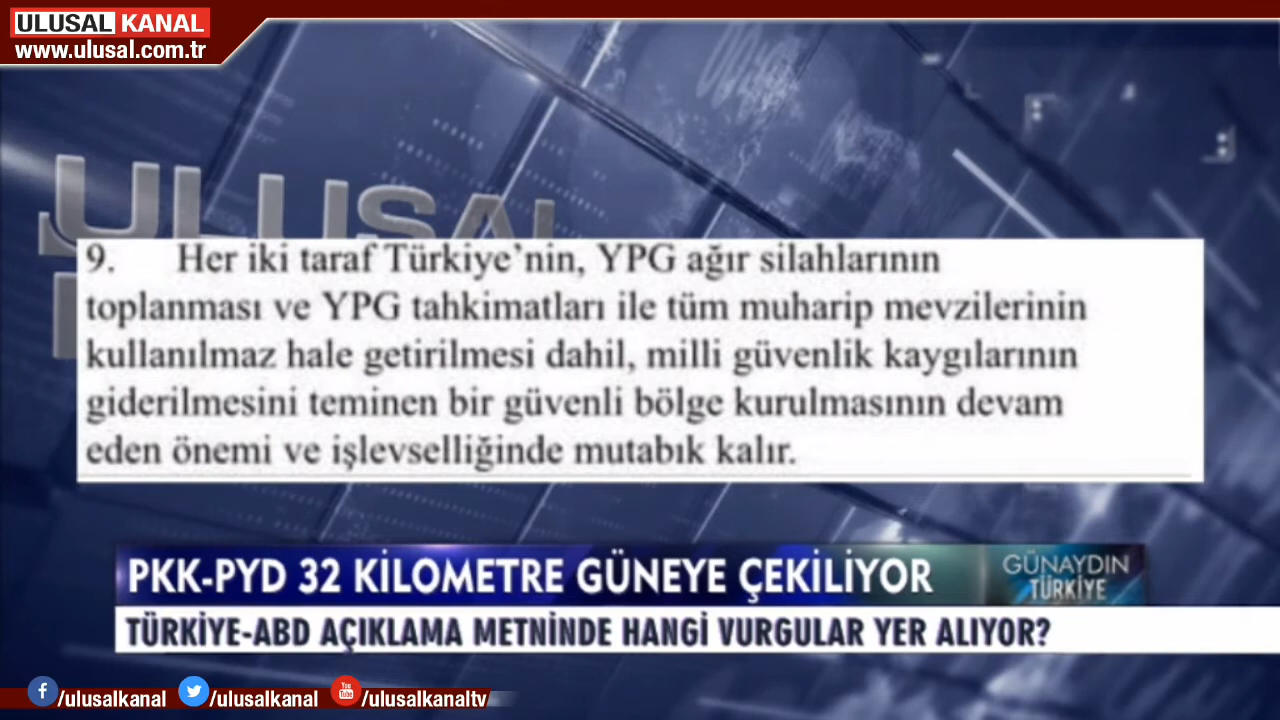 ULUSAL KANAL
www.ulusal.com.tr
ULUSAL
9. Her iki taraf Türkiye'nin, YPG ağır silahlarının
toplanması ve YPG tahkimatları ile tüm muharip mevzilerinin
kullanılmaz hale getirilmesi dahil, milli güvenlik kaygılarının
giderilmesini teminen bir güvenli bölge kurulmasının devam
eden önemi ve işlevselliğinde mutabık kalır.
PKK-PYD 32 KİLOMETRE GÜNEYE ÇEKİLİYOR
GÜNAYDIN
TÜRKİYE
TÜRKİYE-ABD AÇIKLAMA METNİNDE HANGİ VURGULAR YER ALIYOR?
/ulusalkanal /ulusalkanal /ulusalkanaltv